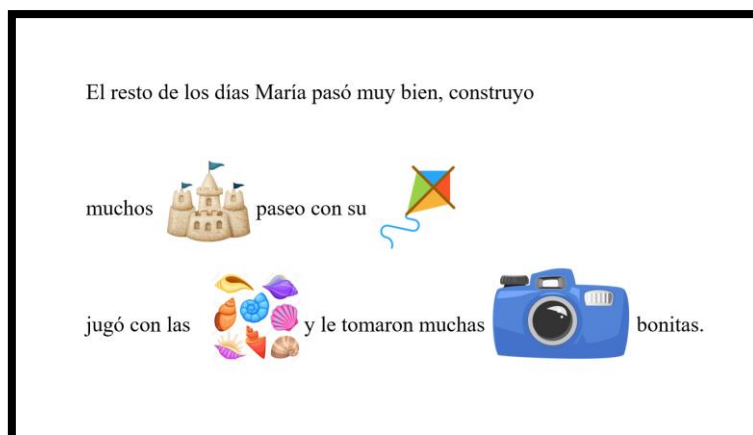 El resto de los días María pasó muy bien, construyo
muchos paseo con su
jugó con las y le tomaron muchas bonitas.